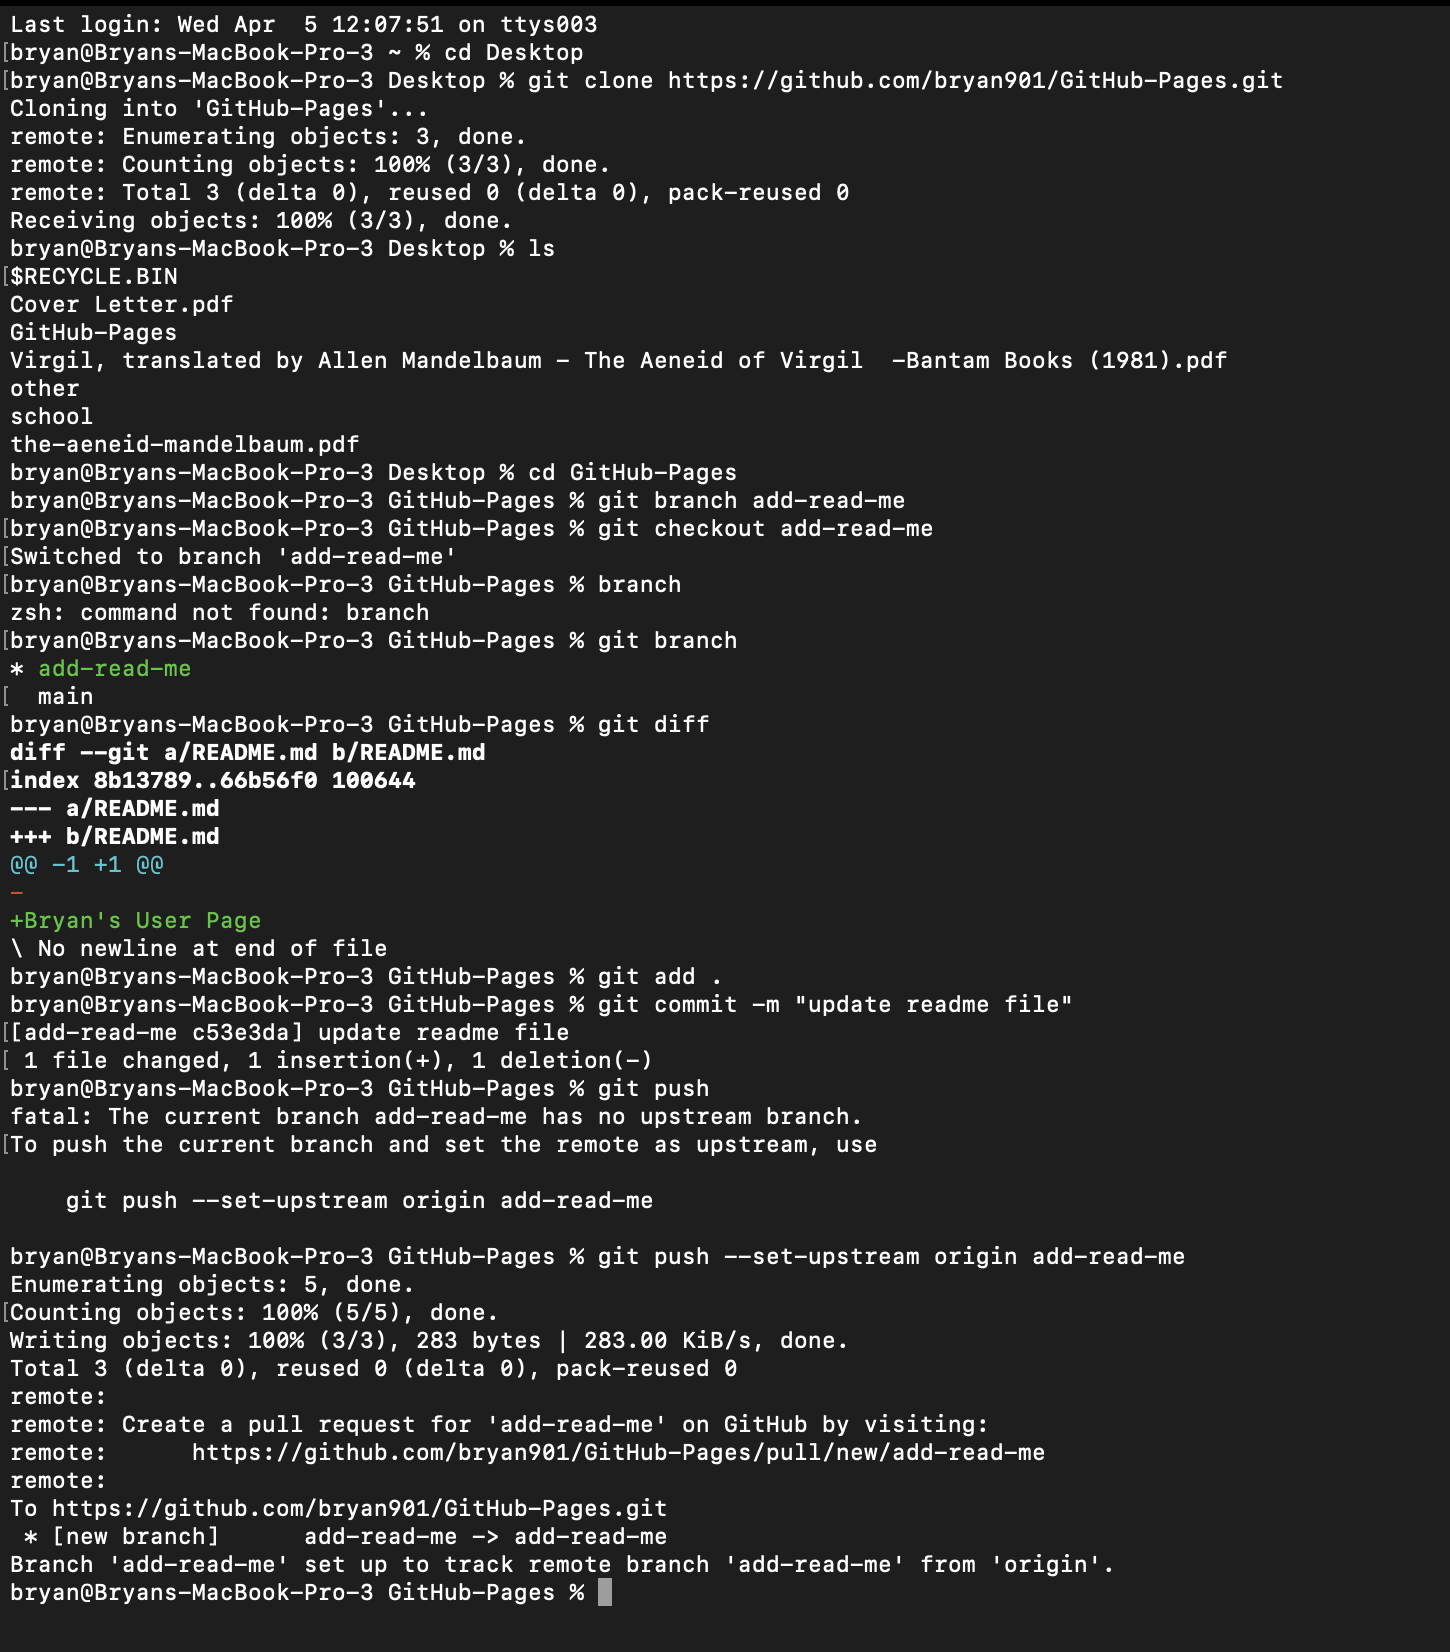 Last login: Wed Apr  5 12:07:51 on ttys003
[bryan@Bryans-MacBook-Pro-3 ~ % cd Desktop
[bryan@Bryans-MacBook-Pro-3 Desktop % git clone https://github.com/bryan901/GitHub-Pages.git
Cloning into 'GitHub-Pages'...
remote: Enumerating objects: 3, done.
remote: Counting objects: 100% (3/3), done.
remote: Total 3 (delta 0), reused 0 (delta 0), pack-reused 0
Receiving objects: 100% (3/3), done.
bryan@Bryans-MacBook-Pro-3 Desktop % ls
[$RECYCLE.BIN
Cover Letter.pdf
GitHub-Pages
Virgil, translated by Allen Mandelbaum - The Aeneid of Virgil  -Bantam Books (1981).pdf
other
school
the-aeneid-mandelbaum.pdf
bryan@Bryans-MacBook-Pro-3 Desktop % cd GitHub-Pages
bryan@Bryans-MacBook-Pro-3 GitHub-Pages % git branch add-read-me
[bryan@Bryans-MacBook-Pro-3 GitHub-Pages % git checkout add-read-me
[Switched to branch 'add-read-me'
[bryan@Bryans-MacBook-Pro-3 GitHub-Pages % branch
zsh: command not found: branch
[bryan@Bryans-MacBook-Pro-3 GitHub-Pages % git branch
* add-read-me
[  main
bryan@Bryans-MacBook-Pro-3 GitHub-Pages % git diff
diff --git a/README.md b/README.md
[index 8b13789..66b56f0 100644
--- a/README.md
+++ b/README.md
@@ -1 +1 @@
-
+Bryan's User Page
\ No newline at end of file
bryan@Bryans-MacBook-Pro-3 GitHub-Pages % git add .
bryan@Bryans-MacBook-Pro-3 GitHub-Pages % git commit -m "update readme file"
[[add-read-me c53e3da] update readme file
[ 1 file changed, 1 insertion(+), 1 deletion(-)
bryan@Bryans-MacBook-Pro-3 GitHub-Pages % git push
fatal: The current branch add-read-me has no upstream branch.
[To push the current branch and set the remote as upstream, use
    git push --set-upstream origin add-read-me
bryan@Bryans-MacBook-Pro-3 GitHub-Pages % git push --set-upstream origin add-read-me
Enumerating objects: 5, done.
[Counting objects: 100% (5/5), done.
Writing objects: 100% (3/3), 283 bytes | 283.00 KiB/s, done.
Total 3 (delta 0), reused 0 (delta 0), pack-reused 0
remote:
remote: Create a pull request for 'add-read-me' on GitHub by visiting:
remote:      https://github.com/bryan901/GitHub-Pages/pull/new/add-read-me
remote:
To https://github.com/bryan901/GitHub-Pages.git
 * [new branch]      add-read-me -> add-read-me
Branch 'add-read-me' set up to track remote branch 'add-read-me' from 'origin'.
bryan@Bryans-MacBook-Pro-3 GitHub-Pages %